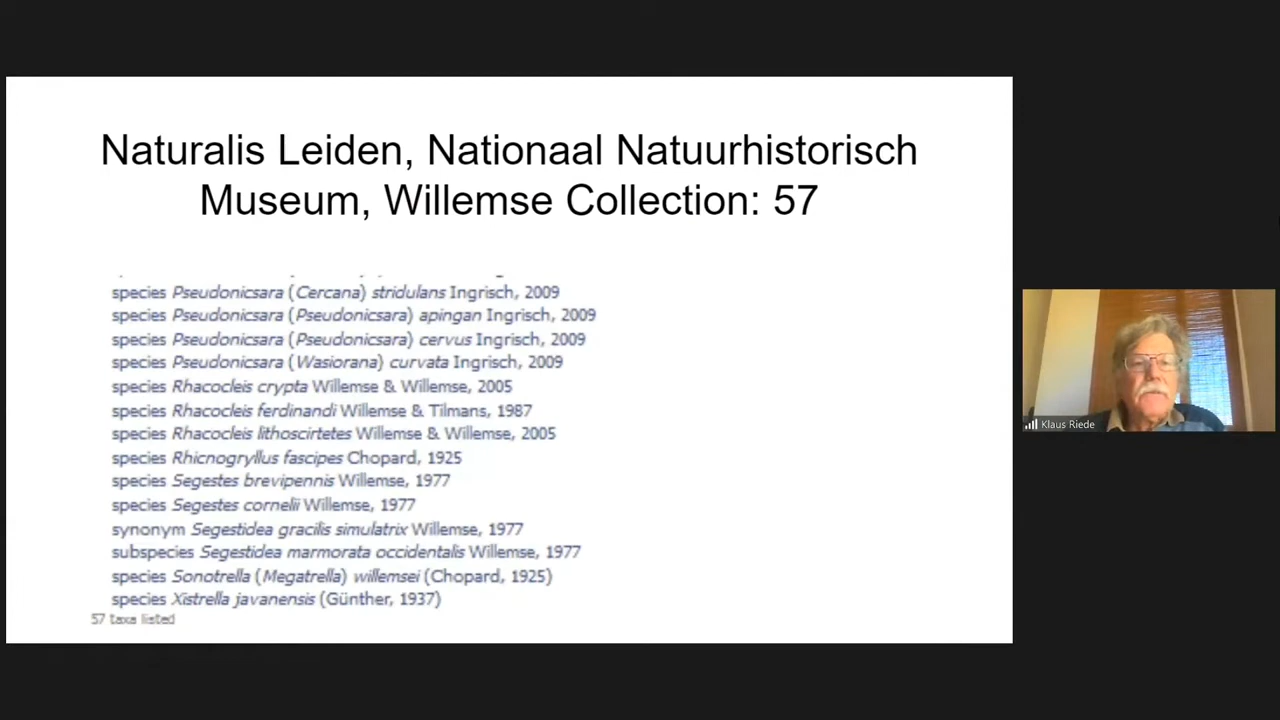 Naturalis Leiden, Nationaal Natuurhistorisch
Museum, Willemse Collection: 57
species Pseudonicsara (Cercana) stridulans Ingrisch, 2009
species Pseudonicsara (Pseudonicsara) apingan Ingrisch, 2009
species Pseudonicsara (Pseudonicsara) cervus Ingrisch, 2009
species Pseudonicsara (Wasiorana) curvata Ingrisch, 2009
species Rhacocleis crypta Willemse & Willemse, 2005
species Rhacocleis ferdinandi Willemse & Tilmans, 1987
species Rhacocleis lithoscirtetes Willemse & Willemse, 2005
species Rhicnogryllus fascipes Chopard, 1925
species Segestes brevipennis Willemse, 1977
species Segestes cornelii Willemse, 1977
synonym Segestidea gracilis simulatrix Willemse, 1977
subspecies Segestidea marmorata occidentalis Willemse, 1977
species Sonotrella (Megatrella) willemsei (Chopard, 1925)
species Xistrella javanensis (Günther, 1937)
57 taxa listed
Klaus Riede